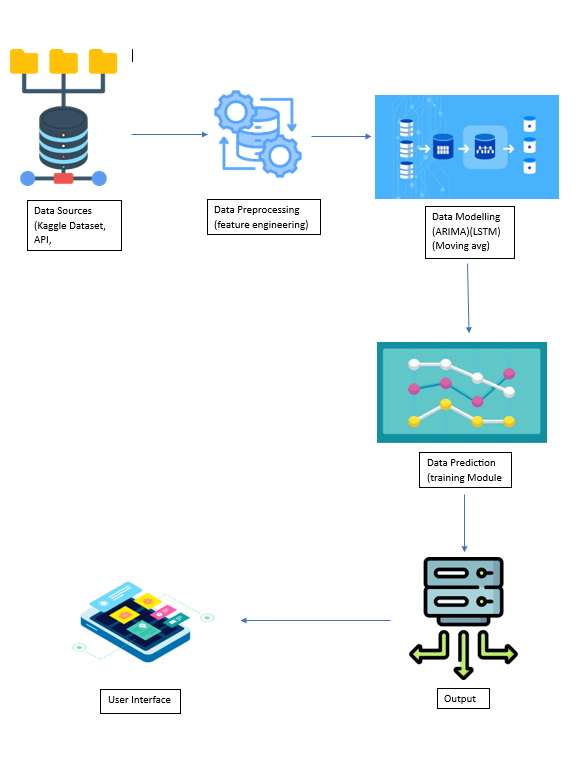 Data Sources
(Kaggle Dataset,
API,
Data Preprocessing
(feature engineering)
Data Modelling
(ARIMA)(LSTM)
(Moving avg)
Data Prediction
(training Module
Output
User Interface